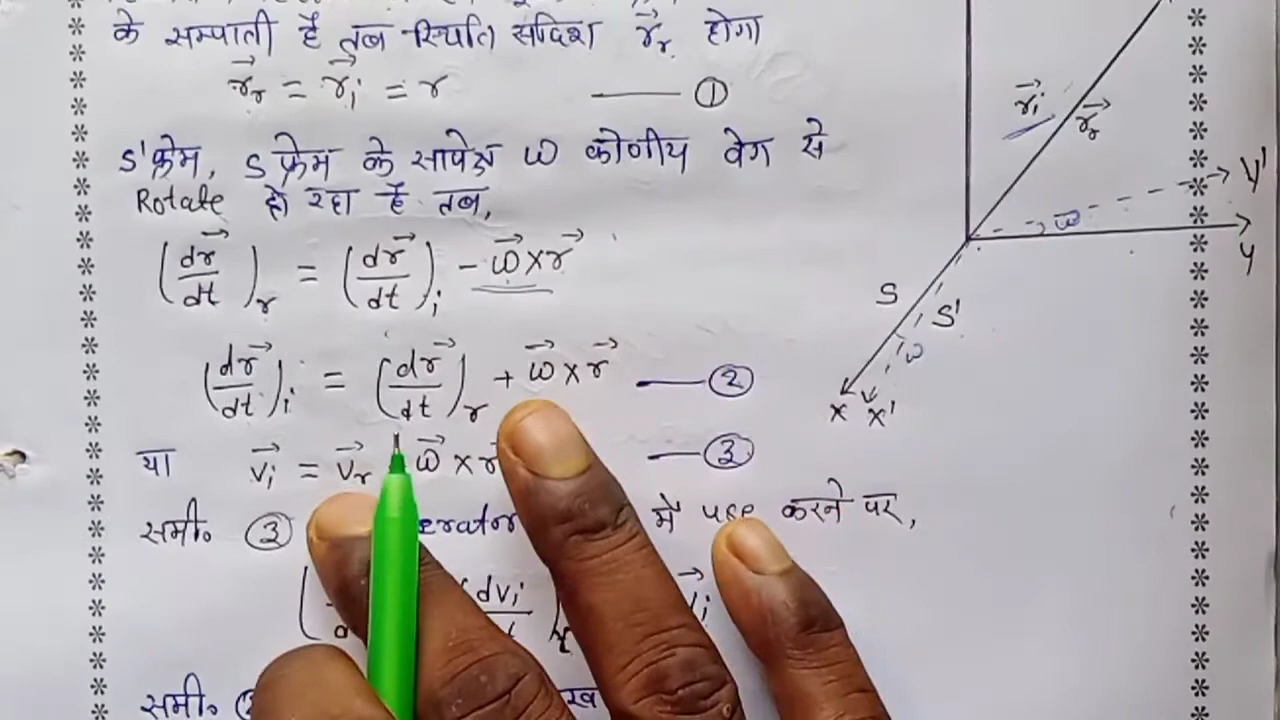 के सम्पाती है तब स्थिति सदिश r⃗r होगा
r⃗r = r⃗i = r ——— ①
S' फ्रेम, S फ्रेम के सापेक्ष ω कोणीय वेग से
Rotate हो रहा है तब,
(dr⃗/dt)r = (dr⃗/dt)i − ω⃗×r⃗
(dr⃗/dt)i = (dr⃗/dt)r + ω⃗×r⃗ ——— ②
या v⃗i = v⃗r ω⃗×r ——— ③
समी० ③ में use करने पर,
dvi
समी०
r⃗i
r⃗r
y'
ω
y
S
S'
ω
x x'